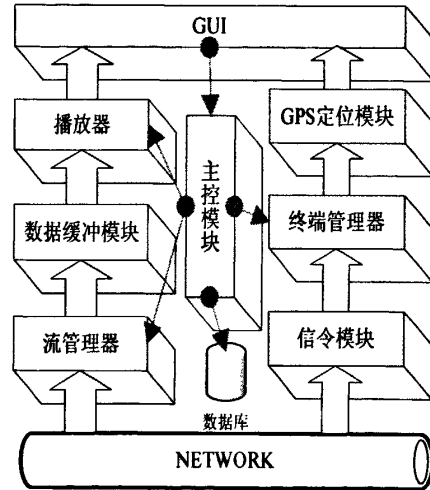 GUI
播放器
GPS定位模块
主控模块
数据缓冲模块
终端管理器
流管理器
信令模块
数据库
NETWORK